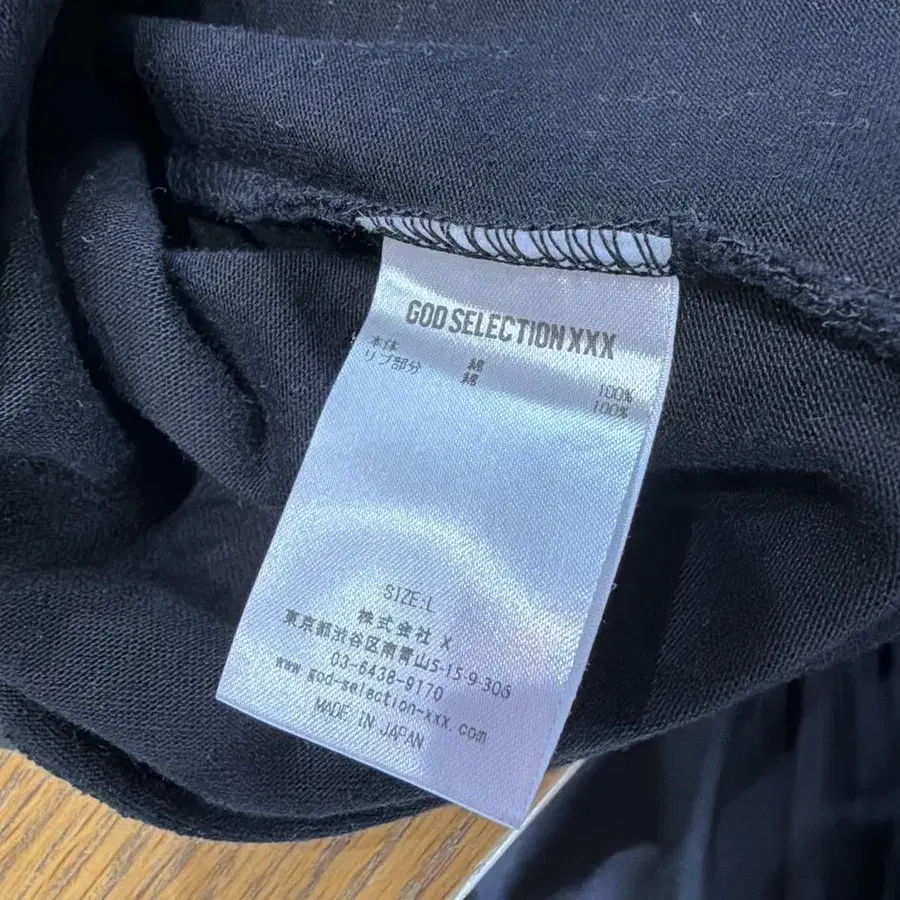 GOD SELECTION XXX
本体 綿 100%
リブ部分 綿 100%
SIZE:L
株式会社 X
東京都渋谷区南青山5-15-9-306
03-6438-9170
www.god-selection-xxx.com
MADE IN JAPAN